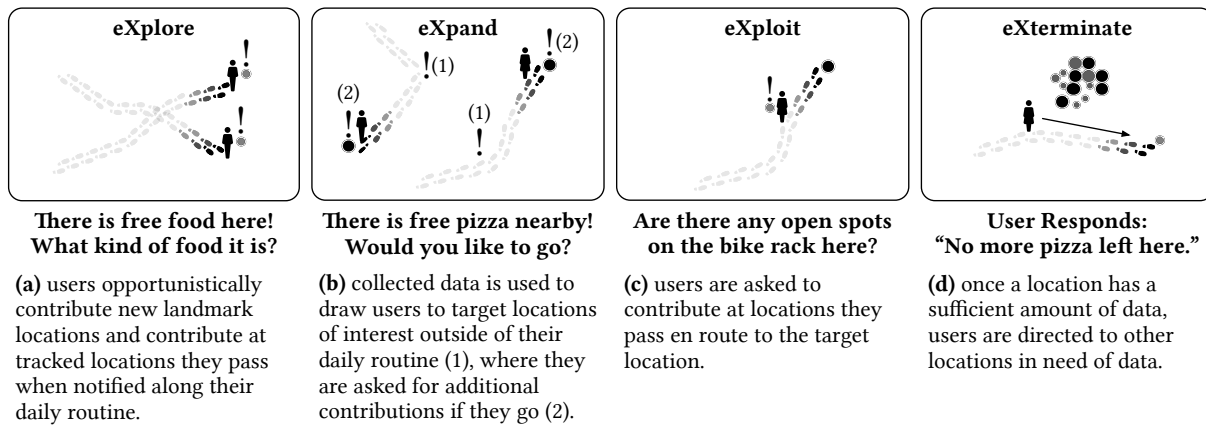 eXplore
!
!
There is free food here!
What kind of food it is?
(a) users opportunistically
contribute new landmark
locations and contribute at
tracked locations they pass
when notified along their
daily routine.
eXpand
! (2)
! (1)
(2)
!
(1)
!
There is free pizza nearby!
Would you like to go?
(b) collected data is used to
draw users to target locations
of interest outside of their
daily routine (1), where they
are asked for additional
contributions if they go (2).
eXploit
!
Are there any open spots
on the bike rack here?
(c) users are asked to
contribute at locations they
pass en route to the target
location.
eXterminate
User Responds:
“No more pizza left here.”
(d) once a location has a
sufficient amount of data,
users are directed to other
locations in need of data.